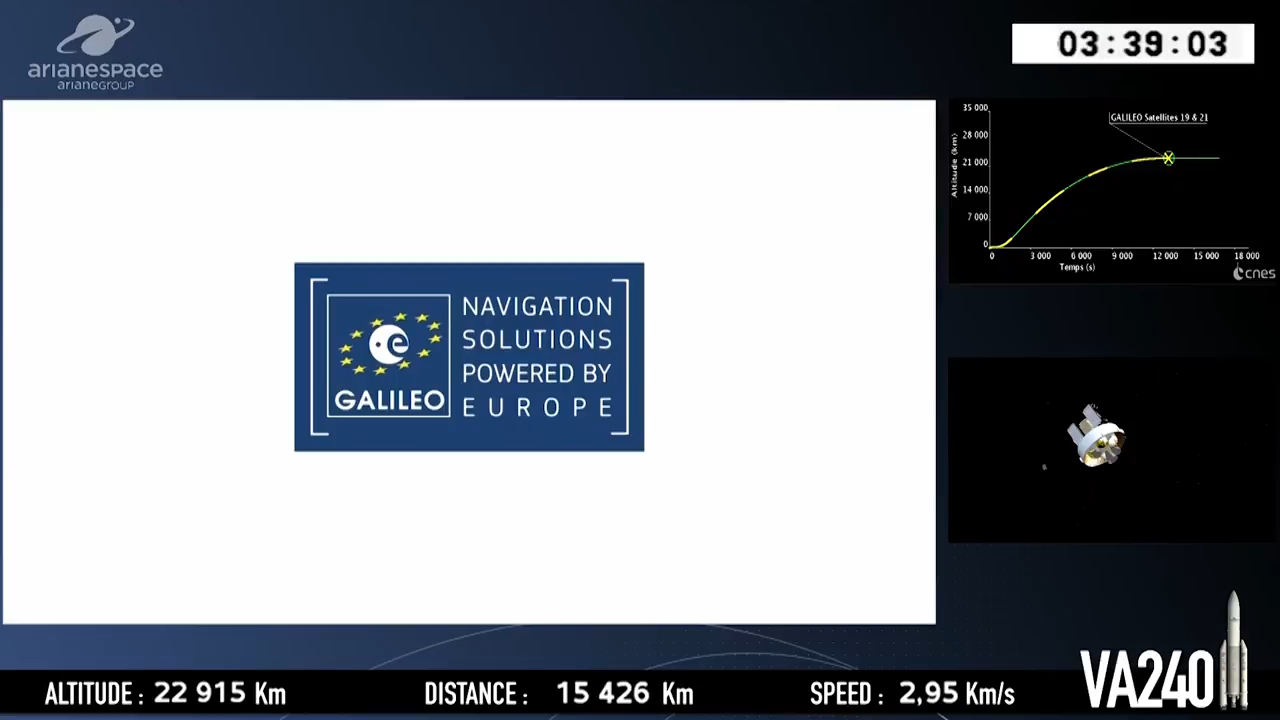 arianespace
arianeGROUP
03:39:03
35 000
28 000
21 000
14 000
7 000
0
Altitude (km)
GALILEO Satellites 19 & 21
0 3 000 6 000 9 000 12 000 15 000 18 000
Temps (s)
cnes
GALILEO
NAVIGATION
SOLUTIONS
POWERED BY
EUROPE
ALTITUDE : 22 915 Km
DISTANCE : 15 426 Km
SPEED : 2,95 Km/s
VA240